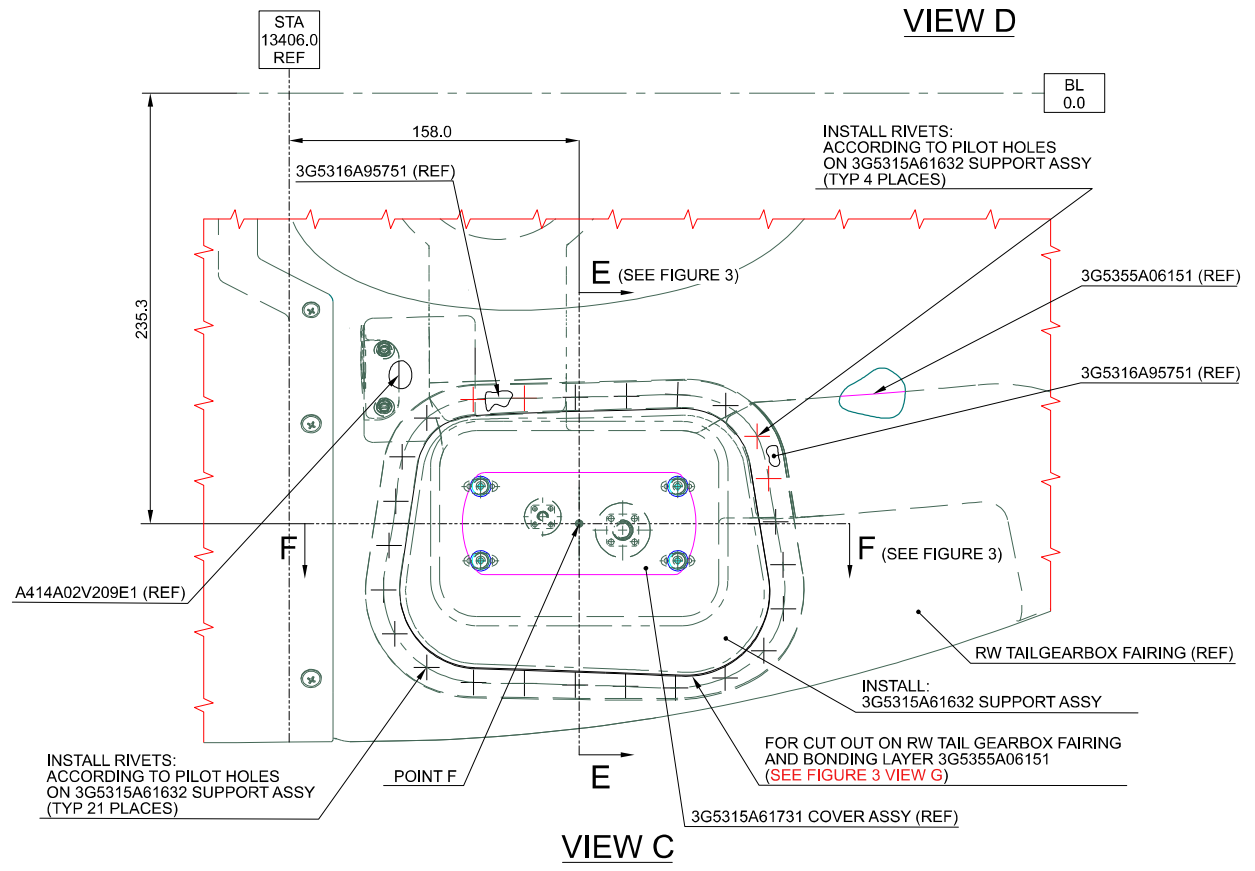 VIEW D
STA
13406.0
REF
BL
0.0
158.0
INSTALL RIVETS:
ACCORDING TO PILOT HOLES
ON 3G5315A61632 SUPPORT ASSY
(TYP 4 PLACES)
3G5316A95751 (REF)
E (SEE FIGURE 3)
3G5355A06151 (REF)
235.3
3G5316A95751 (REF)
F
F (SEE FIGURE 3)
A414A02V209E1 (REF)
RW TAILGEARBOX FAIRING (REF)
INSTALL:
3G5315A61632 SUPPORT ASSY
INSTALL RIVETS:
ACCORDING TO PILOT HOLES
ON 3G5315A61632 SUPPORT ASSY
(TYP 21 PLACES)
POINT F
E
FOR CUT OUT ON RW TAIL GEARBOX FAIRING
AND BONDING LAYER 3G5355A06151
(SEE FIGURE 3 VIEW G)
3G5315A61731 COVER ASSY (REF)
VIEW C